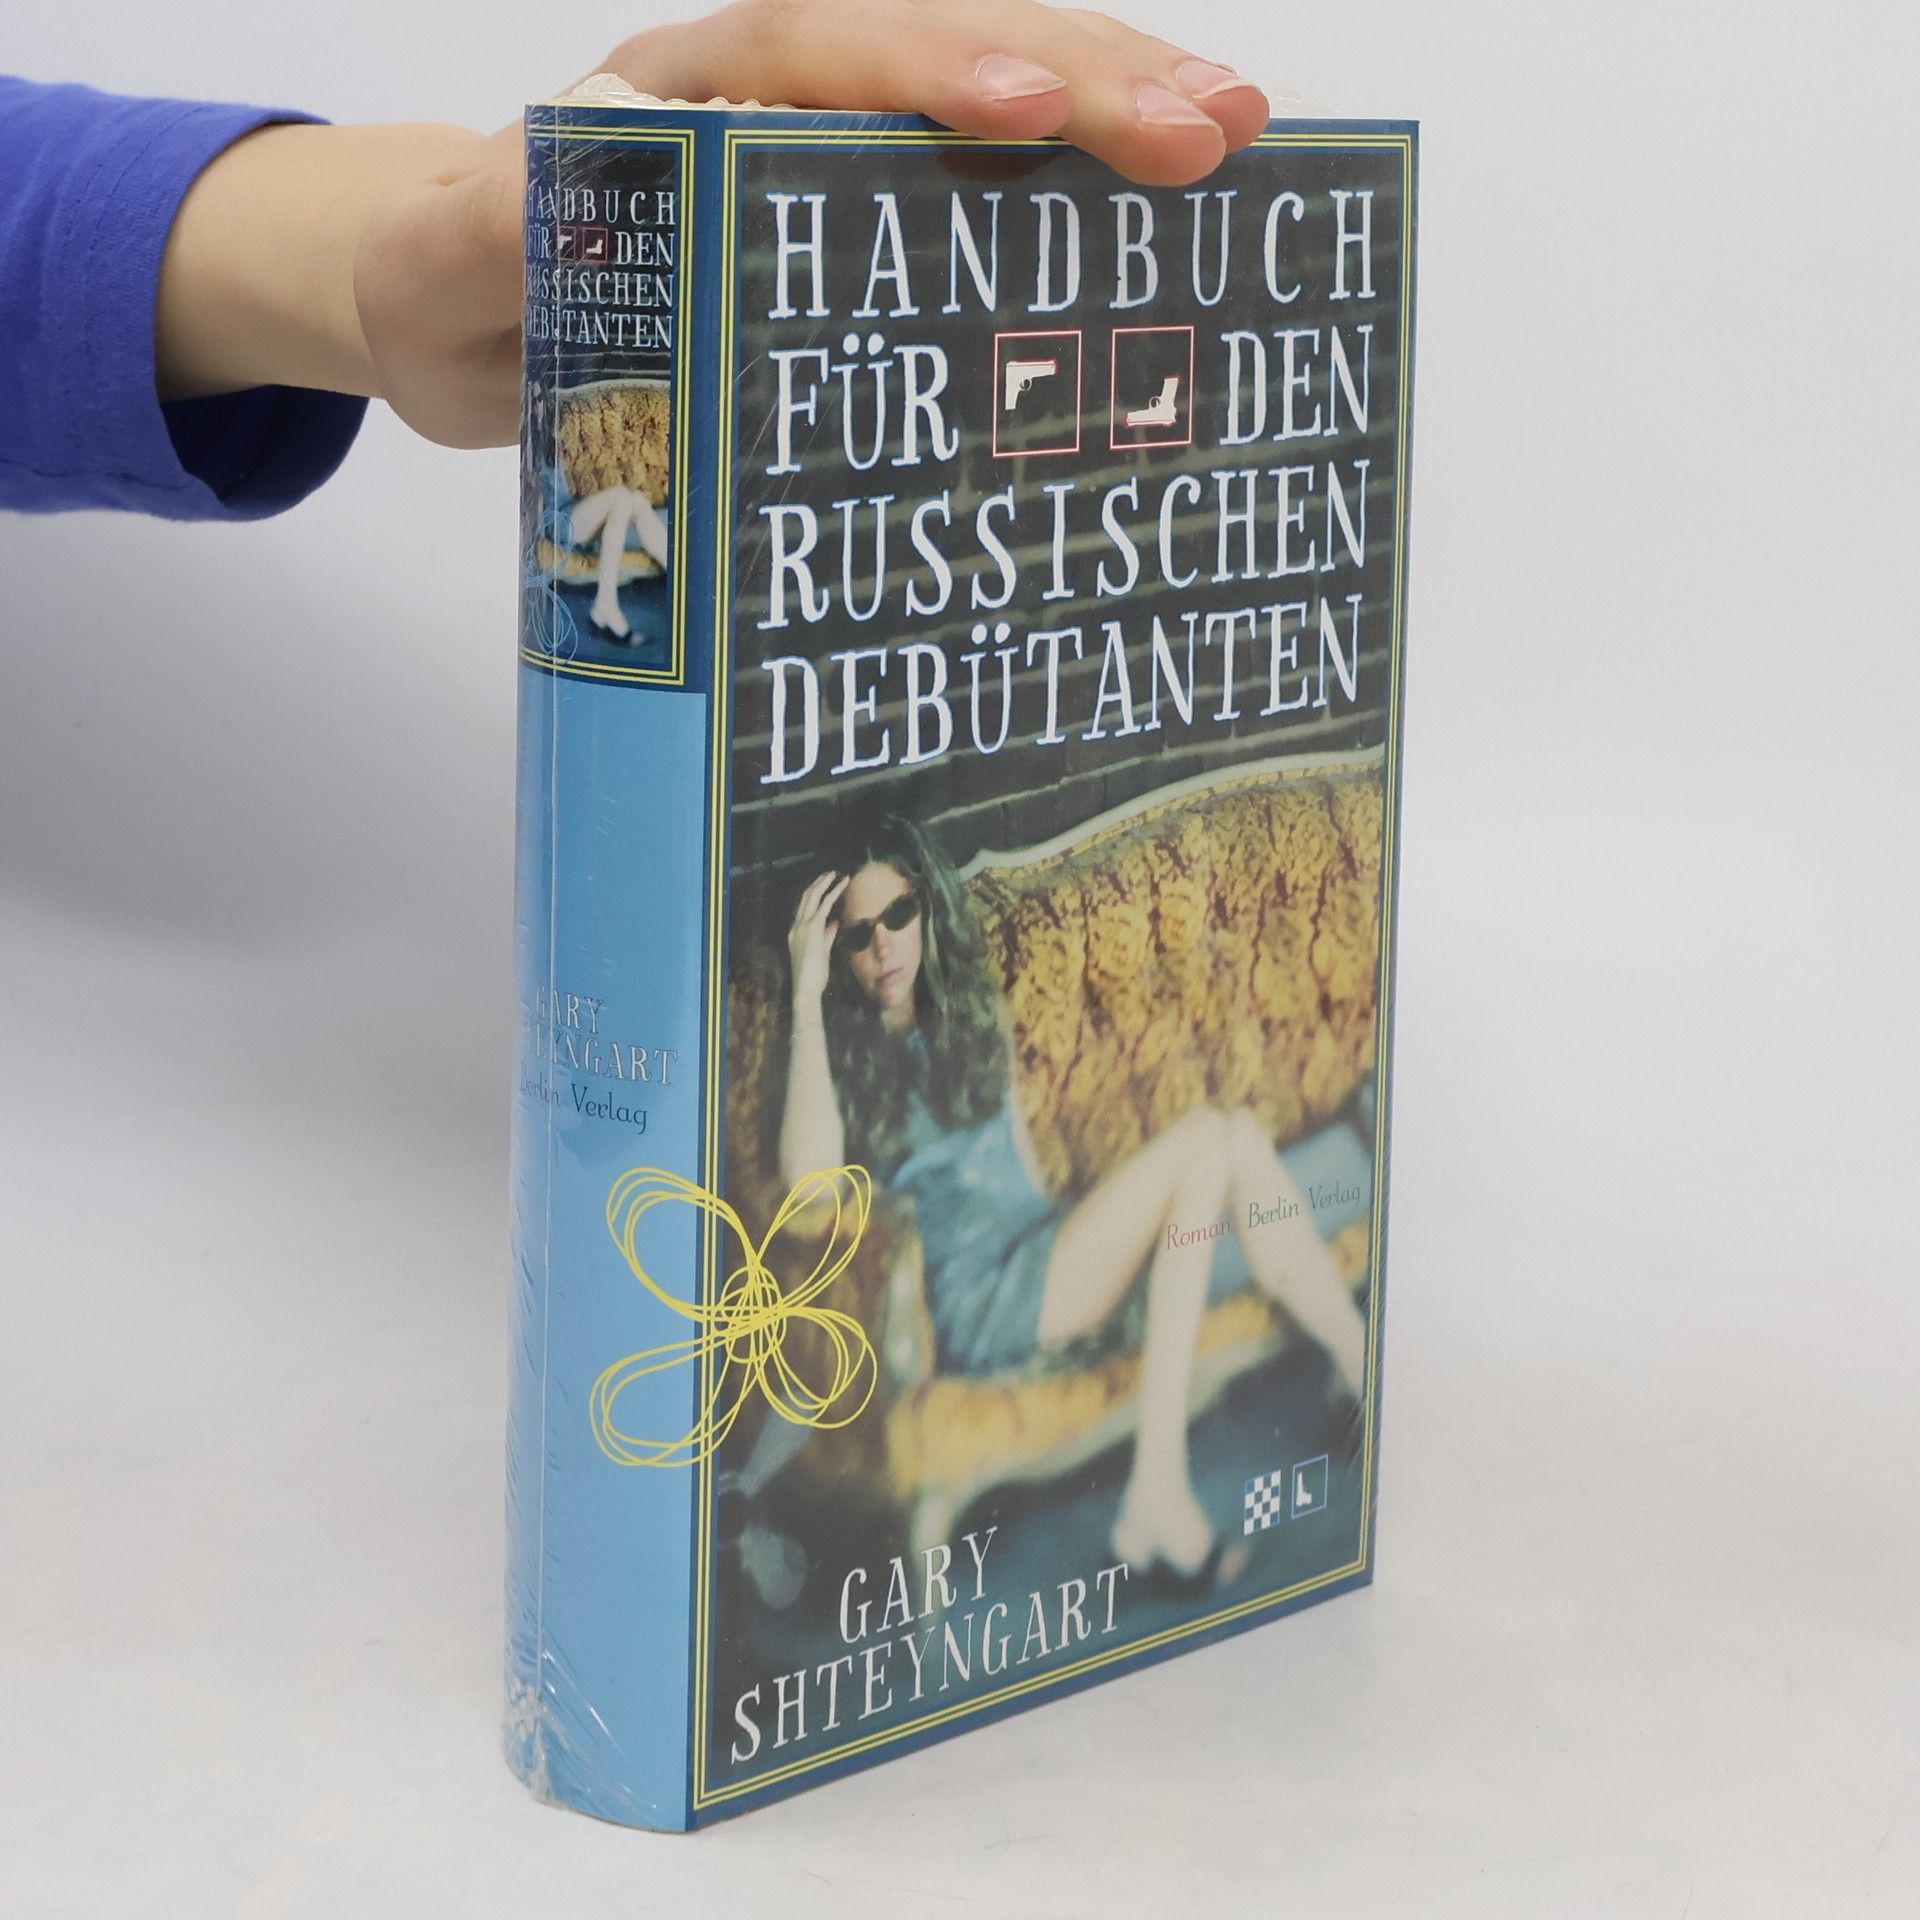 HANDBUCH
FÜR DEN
RUSSISCHEN
DEBÜTANTEN
GARY
SHTEYNGART
Berlin Verlag
HANDBUCH
FÜR DEN
RUSSISCHEN
DEBÜTANTEN
Roman Berlin Verlag
GARY
SHTEYNGART